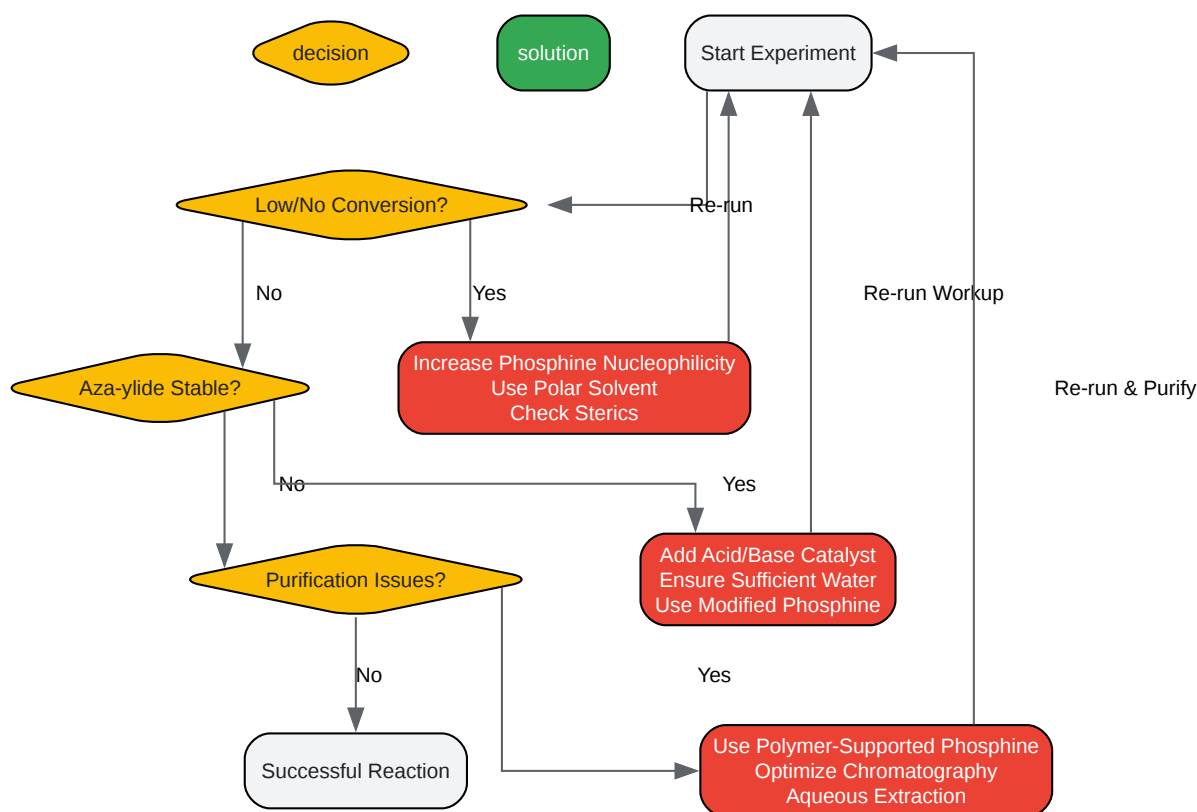 decision
solution
Start Experiment
Low/No Conversion?
Re-run
No
Yes
Re-run Workup
Increase Phosphine Nucleophilicity
Use Polar Solvent
Check Sterics
Aza-ylide Stable?
Re-run & Purify
No
Yes
Add Acid/Base Catalyst
Ensure Sufficient Water
Use Modified Phosphine
Purification Issues?
No
Yes
Successful Reaction
Use Polymer-Supported Phosphine
Optimize Chromatography
Aqueous Extraction